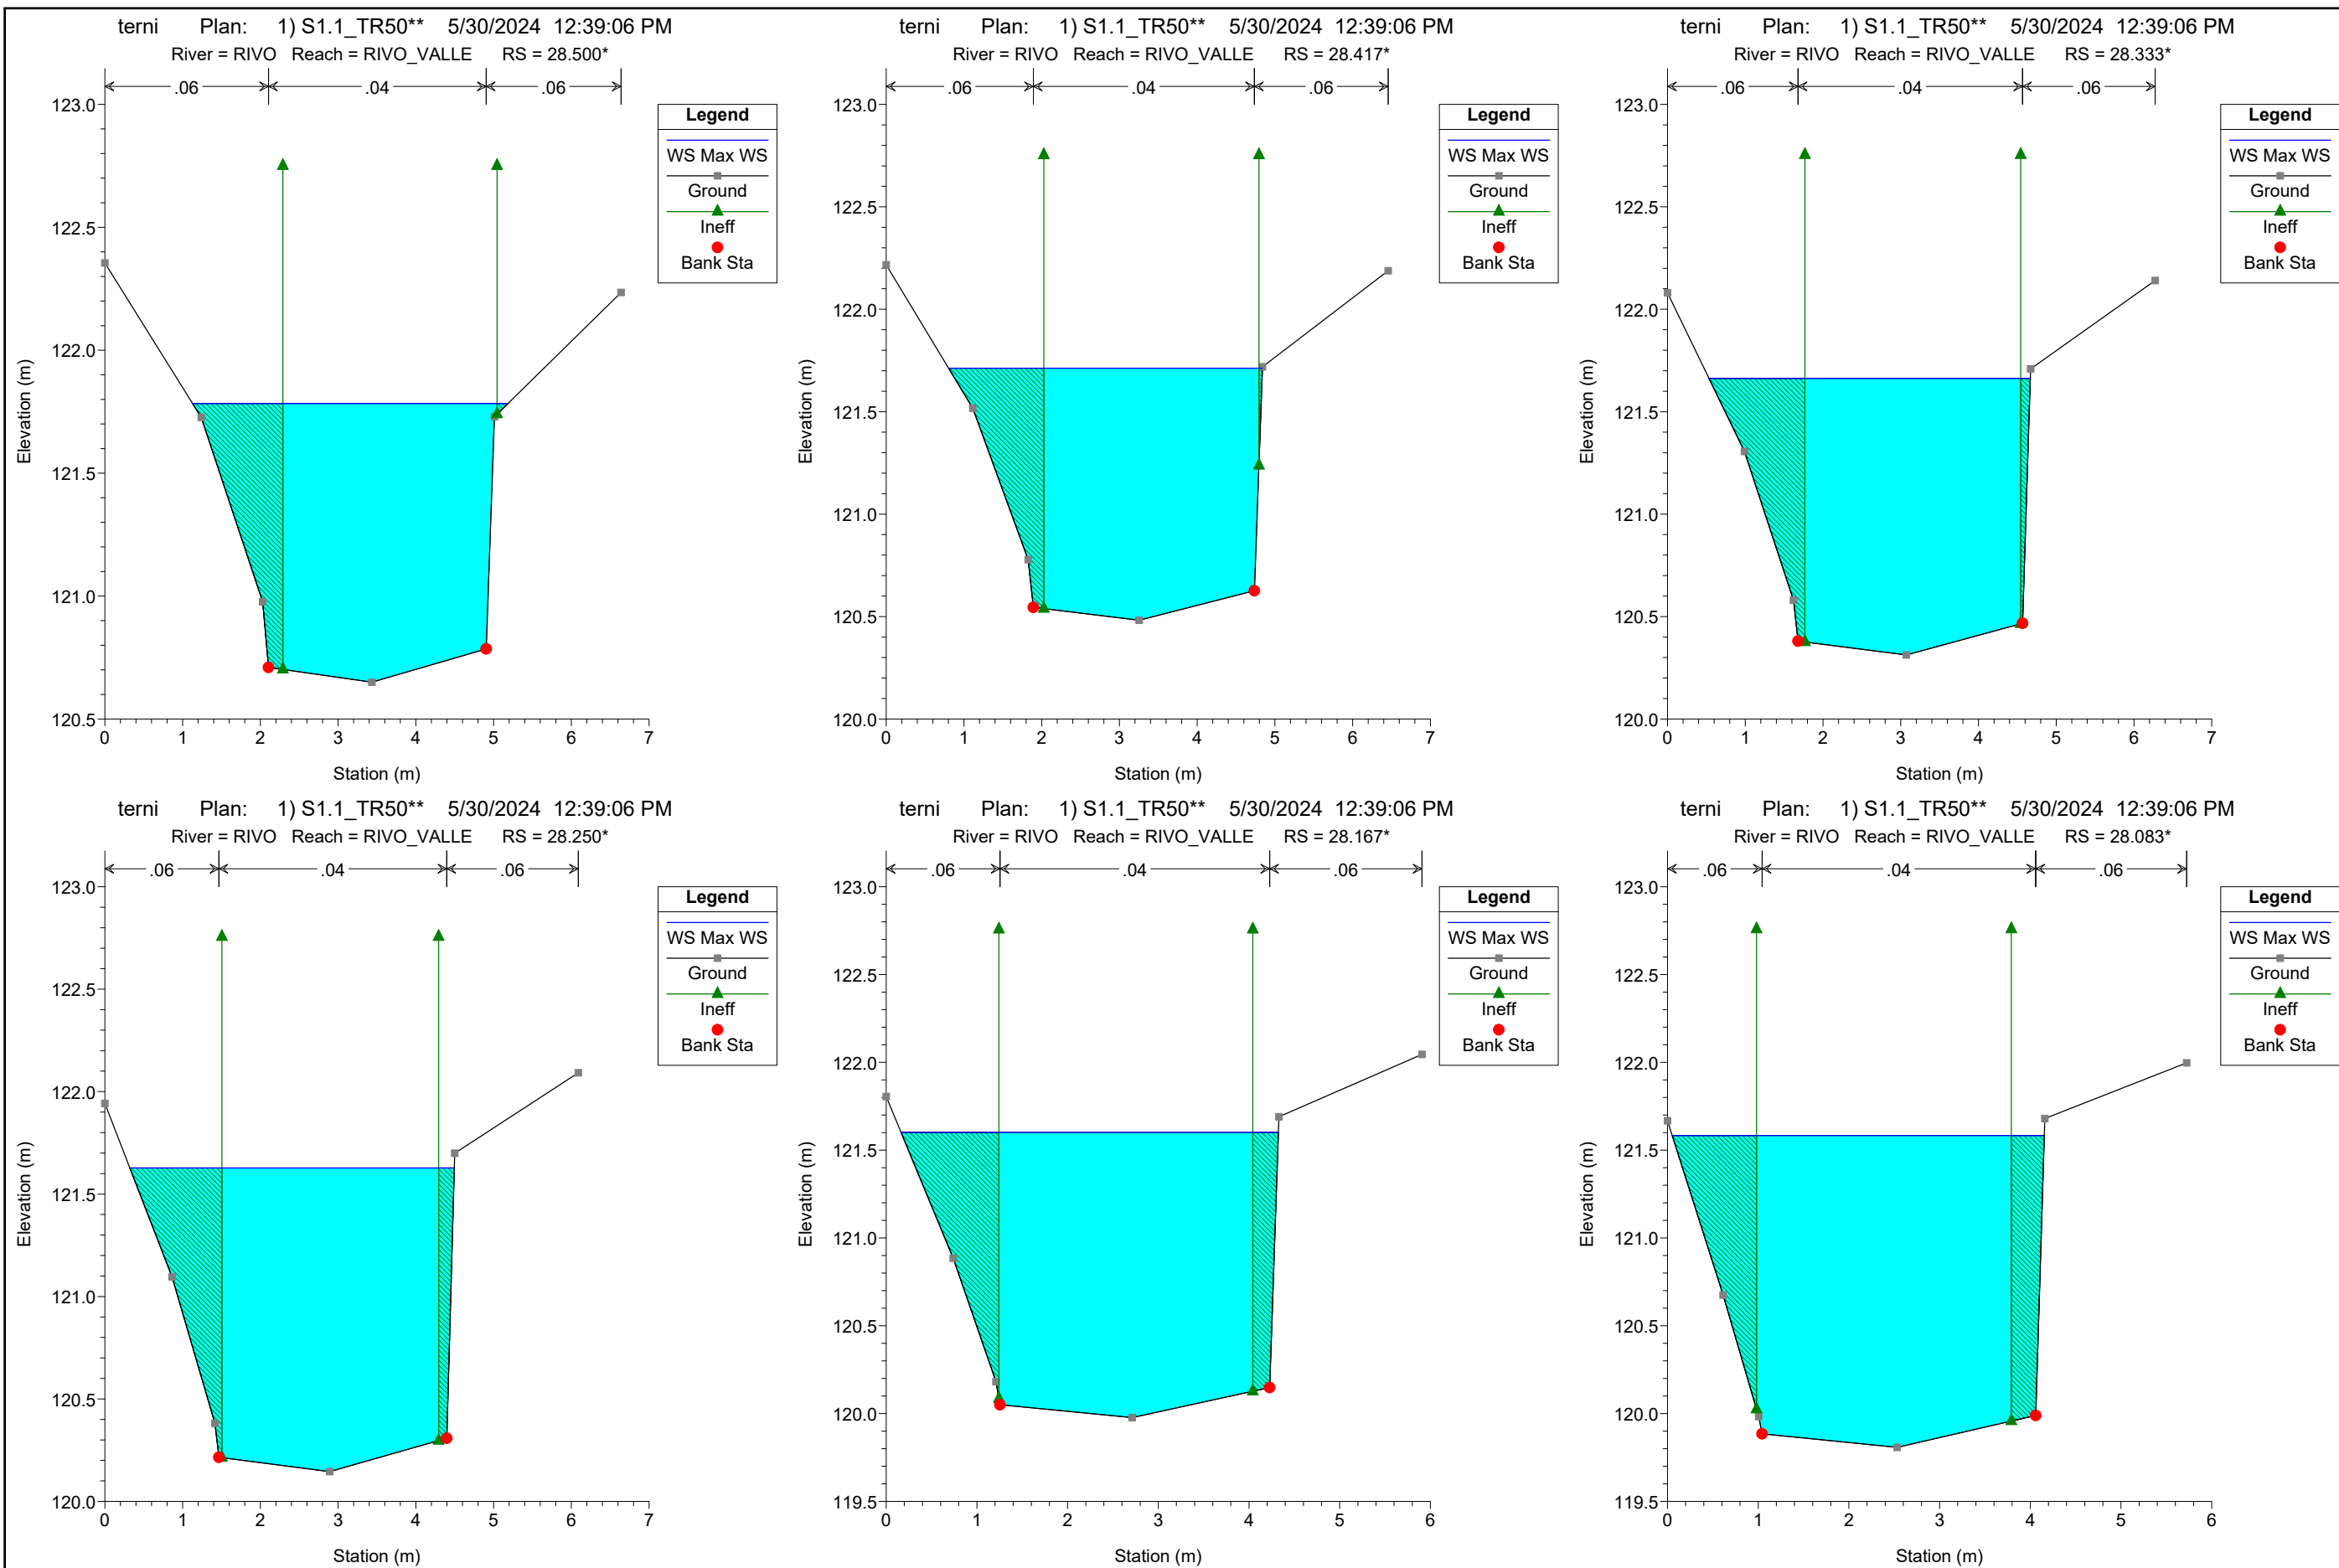 terni Plan: 1) S1.1_TR50** 5/30/2024 12:39:06 PM
River = RIVO Reach = RIVO_VALLE RS = 28.500*
.06 .04 .06
Legend
WS Max WS
Ground
Ineff
Bank Sta
123.0
122.5
122.0
121.5
121.0
120.5
Elevation (m)
0 1 2 3 4 5 6 7
Station (m)
terni Plan: 1) S1.1_TR50** 5/30/2024 12:39:06 PM
River = RIVO Reach = RIVO_VALLE RS = 28.417*
.06 .04 .06
Legend
WS Max WS
Ground
Ineff
Bank Sta
123.0
122.5
122.0
121.5
121.0
120.5
120.0
Elevation (m)
0 1 2 3 4 5 6 7
Station (m)
terni Plan: 1) S1.1_TR50** 5/30/2024 12:39:06 PM
River = RIVO Reach = RIVO_VALLE RS = 28.333*
.06 .04 .06
Legend
WS Max WS
Ground
Ineff
Bank Sta
123.0
122.5
122.0
121.5
121.0
120.5
120.0
Elevation (m)
0 1 2 3 4 5 6 7
Station (m)
terni Plan: 1) S1.1_TR50** 5/30/2024 12:39:06 PM
River = RIVO Reach = RIVO_VALLE RS = 28.250*
.06 .04 .06
Legend
WS Max WS
Ground
Ineff
Bank Sta
123.0
122.5
122.0
121.5
121.0
120.5
120.0
Elevation (m)
0 1 2 3 4 5 6 7
Station (m)
terni Plan: 1) S1.1_TR50** 5/30/2024 12:39:06 PM
River = RIVO Reach = RIVO_VALLE RS = 28.167*
.06 .04 .06
Legend
WS Max WS
Ground
Ineff
Bank Sta
123.0
122.5
122.0
121.5
121.0
120.5
120.0
119.5
Elevation (m)
0 1 2 3 4 5 6
Station (m)
terni Plan: 1) S1.1_TR50** 5/30/2024 12:39:06 PM
River = RIVO Reach = RIVO_VALLE RS = 28.083*
.06 .04 .06
Legend
WS Max WS
Ground
Ineff
Bank Sta
123.0
122.5
122.0
121.5
121.0
120.5
120.0
119.5
Elevation (m)
0 1 2 3 4 5 6
Station (m)